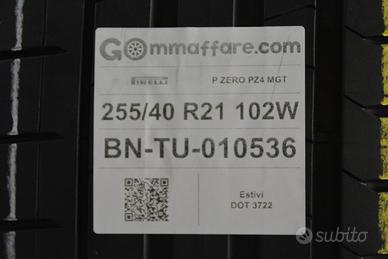 GOmmaffare.com
PIRELLI
P ZERO PZ4 MGT
255/40 R21 102W
BN-TU-010536
Estivi
DOT 3722
subito